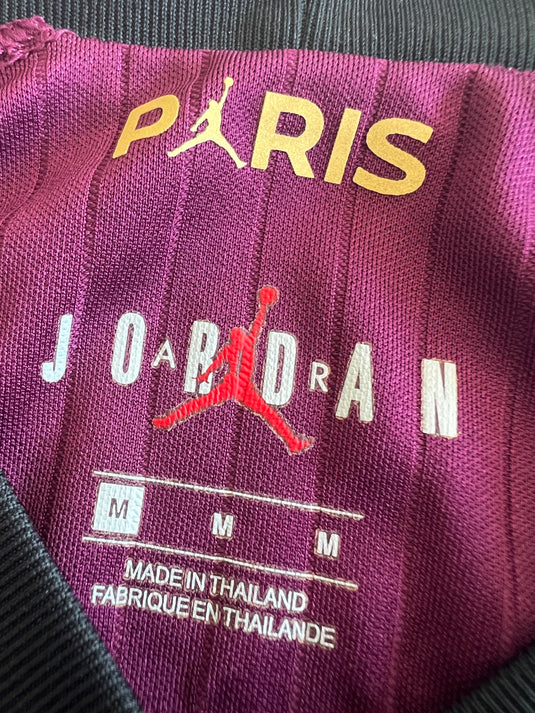 PARIS
JORDAN
AIR
M M M
MADE IN THAILAND
FABRIQUE EN THAILANDE